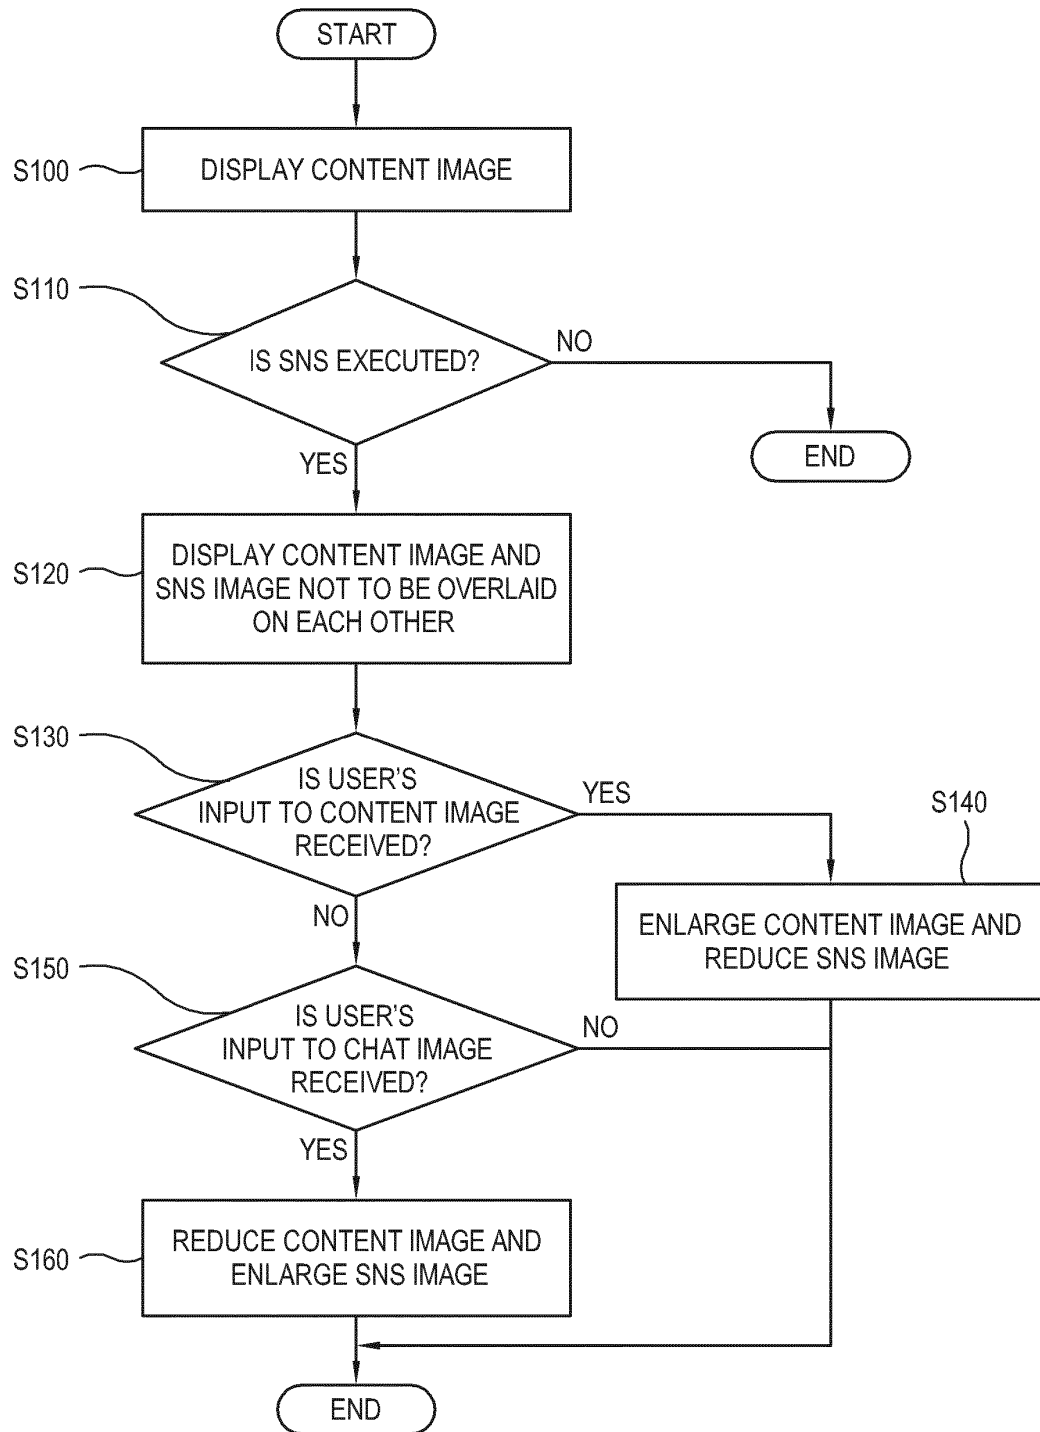 START
S100
DISPLAY CONTENT IMAGE
S110
IS SNS EXECUTED?
NO
END
YES
S120
DISPLAY CONTENT IMAGE AND
SNS IMAGE NOT TO BE OVERLAID
ON EACH OTHER
S130
IS USER'S
INPUT TO CONTENT IMAGE
RECEIVED?
YES
S140
ENLARGE CONTENT IMAGE AND
REDUCE SNS IMAGE
NO
S150
IS USER'S
INPUT TO CHAT IMAGE
RECEIVED?
NO
YES
S160
REDUCE CONTENT IMAGE AND
ENLARGE SNS IMAGE
END